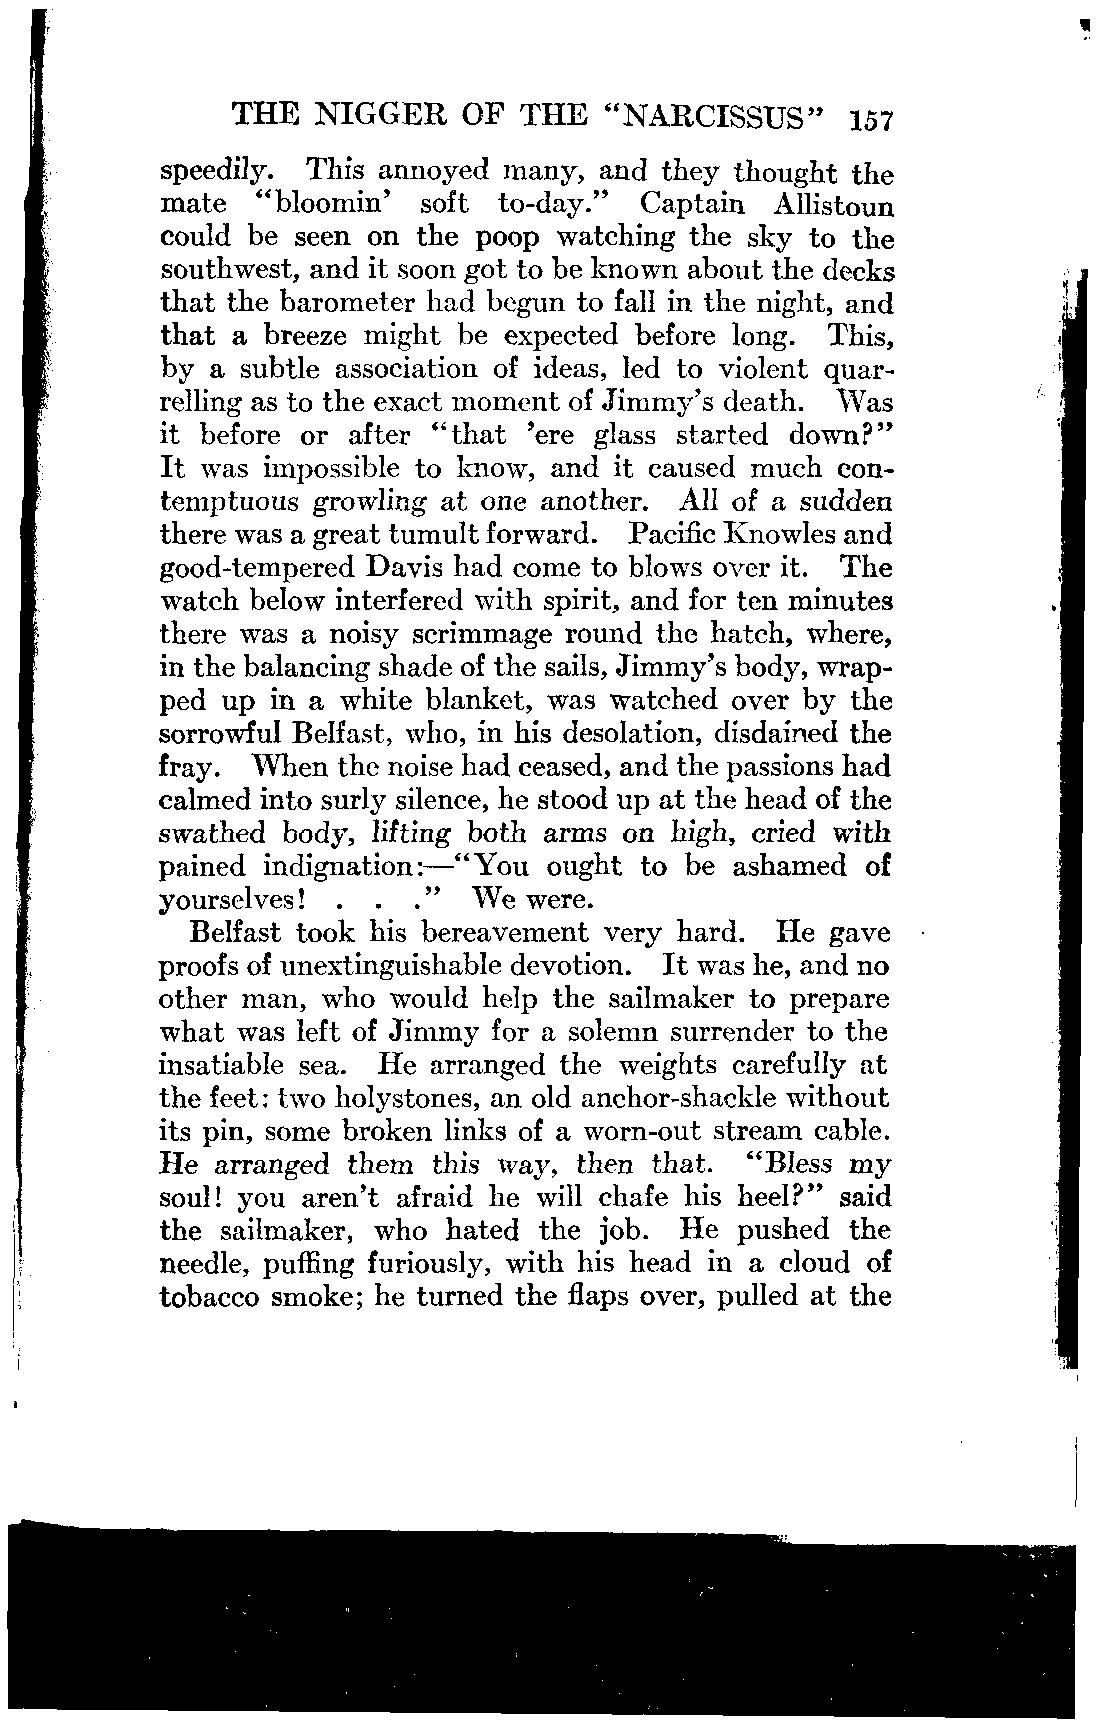 THE NIGGER OF THE "NARCISSUS" 157
speedily. This annoyed many, and they thought the
mate "bloomin' soft to-day." Captain Allistoun
could be seen on the poop watching the sky to the
southwest, and it soon got to be known about the decks
that the barometer had begun to fall in the night, and
that a breeze might be expected before long. This,
by a subtle association of ideas, led to violent quar-
relling as to the exact moment of Jimmy's death. Was
it before or after "that 'ere glass started down?"
It was impossible to know, and it caused much con-
temptuous growling at one another. All of a sudden
there was a great tumult forward. Pacific Knowles and
good-tempered Davis had come to blows over it. The
watch below interfered with spirit, and for ten minutes
there was a noisy scrimmage round the hatch, where,
in the balancing shade of the sails, Jimmy's body, wrap-
ped up in a white blanket, was watched over by the
sorrowful Belfast, who, in his desolation, disdained the
fray. When the noise had ceased, and the passions had
calmed into surly silence, he stood up at the head of the
swathed body, lifting both arms on high, cried with
pained indignation:—"You ought to be ashamed of
yourselves! . . ." We were.
Belfast took his bereavement very hard. He gave
proofs of unextinguishable devotion. It was he, and no
other man, who would help the sailmaker to prepare
what was left of Jimmy for a solemn surrender to the
insatiable sea. He arranged the weights carefully at
the feet: two holystones, an old anchor-shackle without
its pin, some broken links of a worn-out stream cable.
He arranged them this way, then that. "Bless my
soul! you aren't afraid he will chafe his heel?" said
the sailmaker, who hated the job. He pushed the
needle, puffing furiously, with his head in a cloud of
tobacco smoke; he turned the flaps over, pulled at the